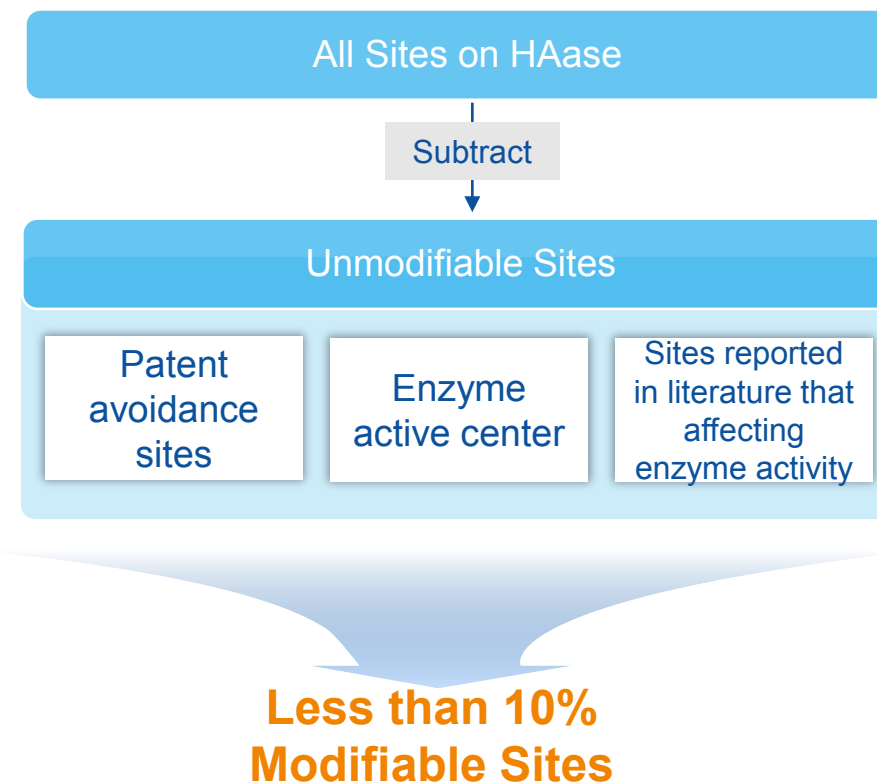 All Sites on HAase
Subtract
Unmodifiable Sites
Patent
avoidance
sites
Enzyme
active center
Sites reported
in literature that
affecting
enzyme activity
Less than 10%
Modifiable Sites